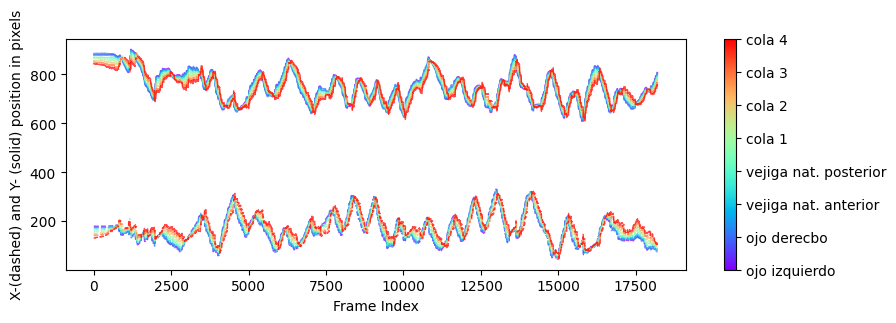 X-(dashed) and Y- (solid) position in pixels
800
600
400
200
0
2500
5000
7500
10000
12500
15000
17500
Frame Index
cola 4
cola 3
cola 2
cola 1
vejiga nat. posterior
vejiga nat. anterior
ojo derecbo
ojo izquierdo